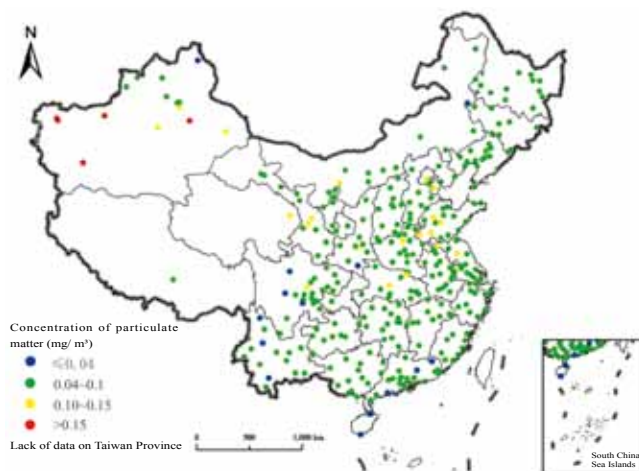 N
Concentration of particulate
matter (mg/ m³)
≤0. 04
0.04~0.1
0.10~0.15
>0.15
Lack of data on Taiwan Province
0 500 1,000 km
South China
Sea Islands